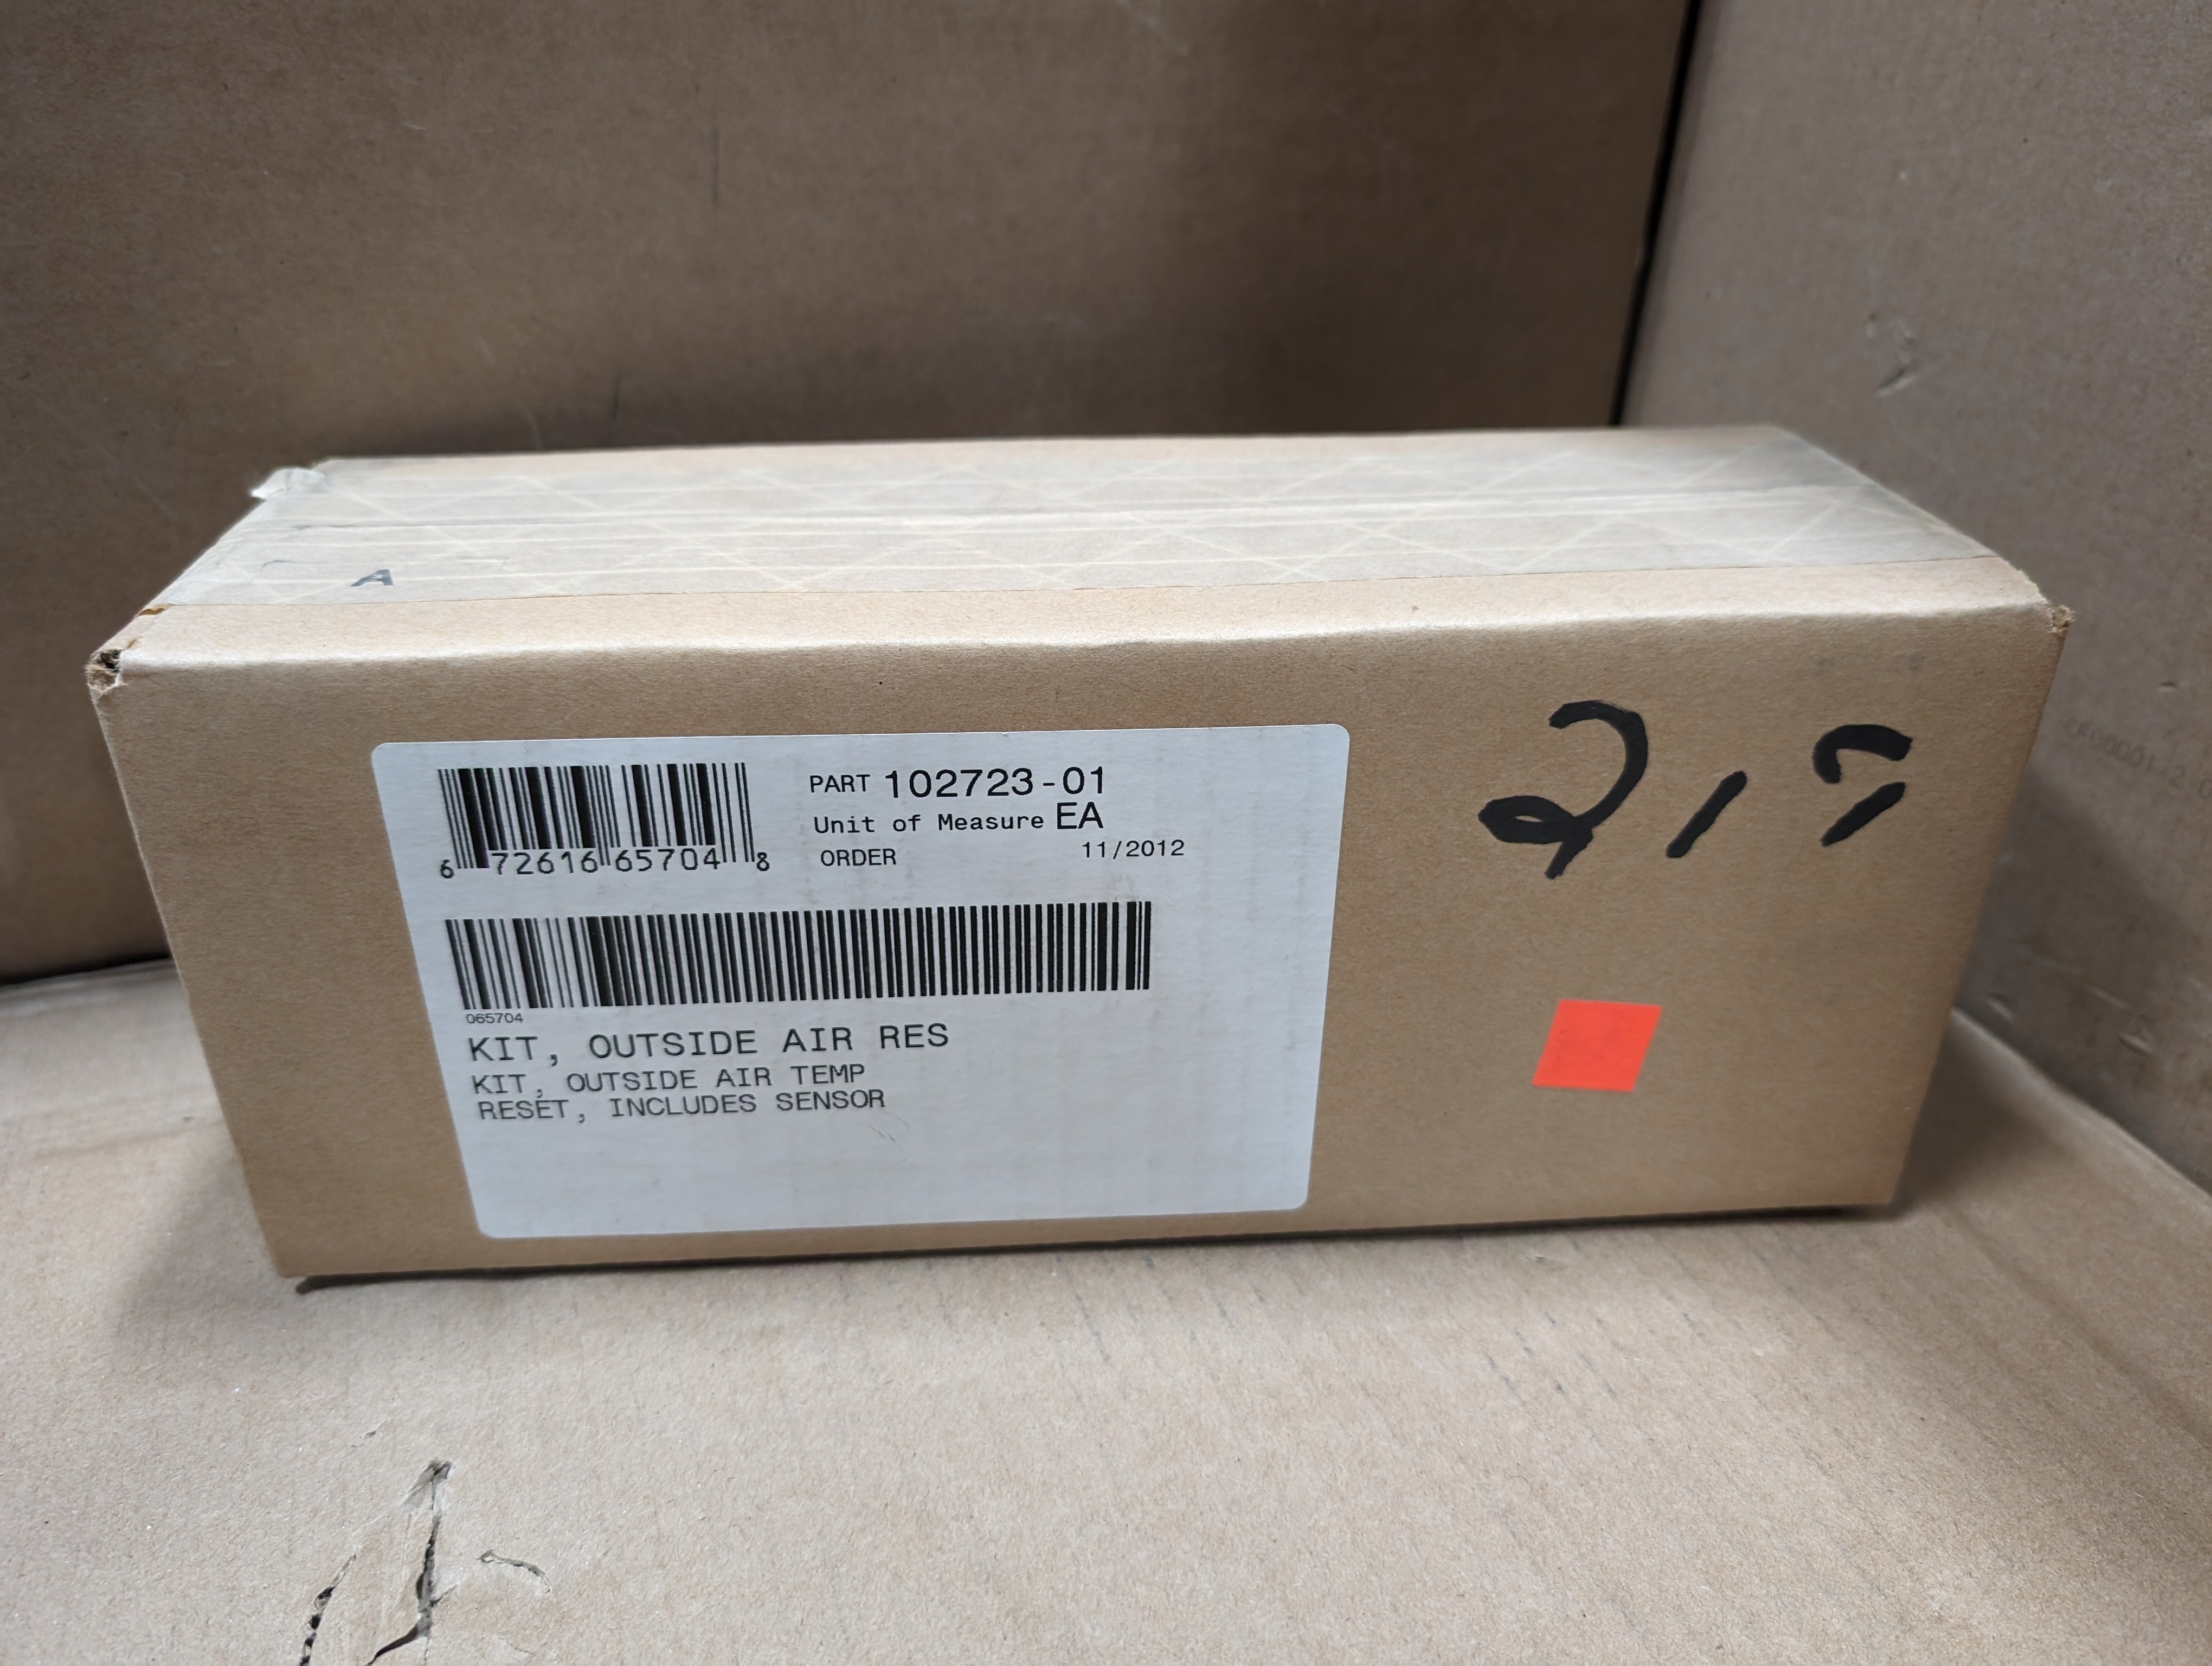 A
PART 102723-01
Unit of Measure EA
ORDER 11/2012
6 72616 65704 8
065704
KIT, OUTSIDE AIR RES
KIT, OUTSIDE AIR TEMP
RESET, INCLUDES SENSOR